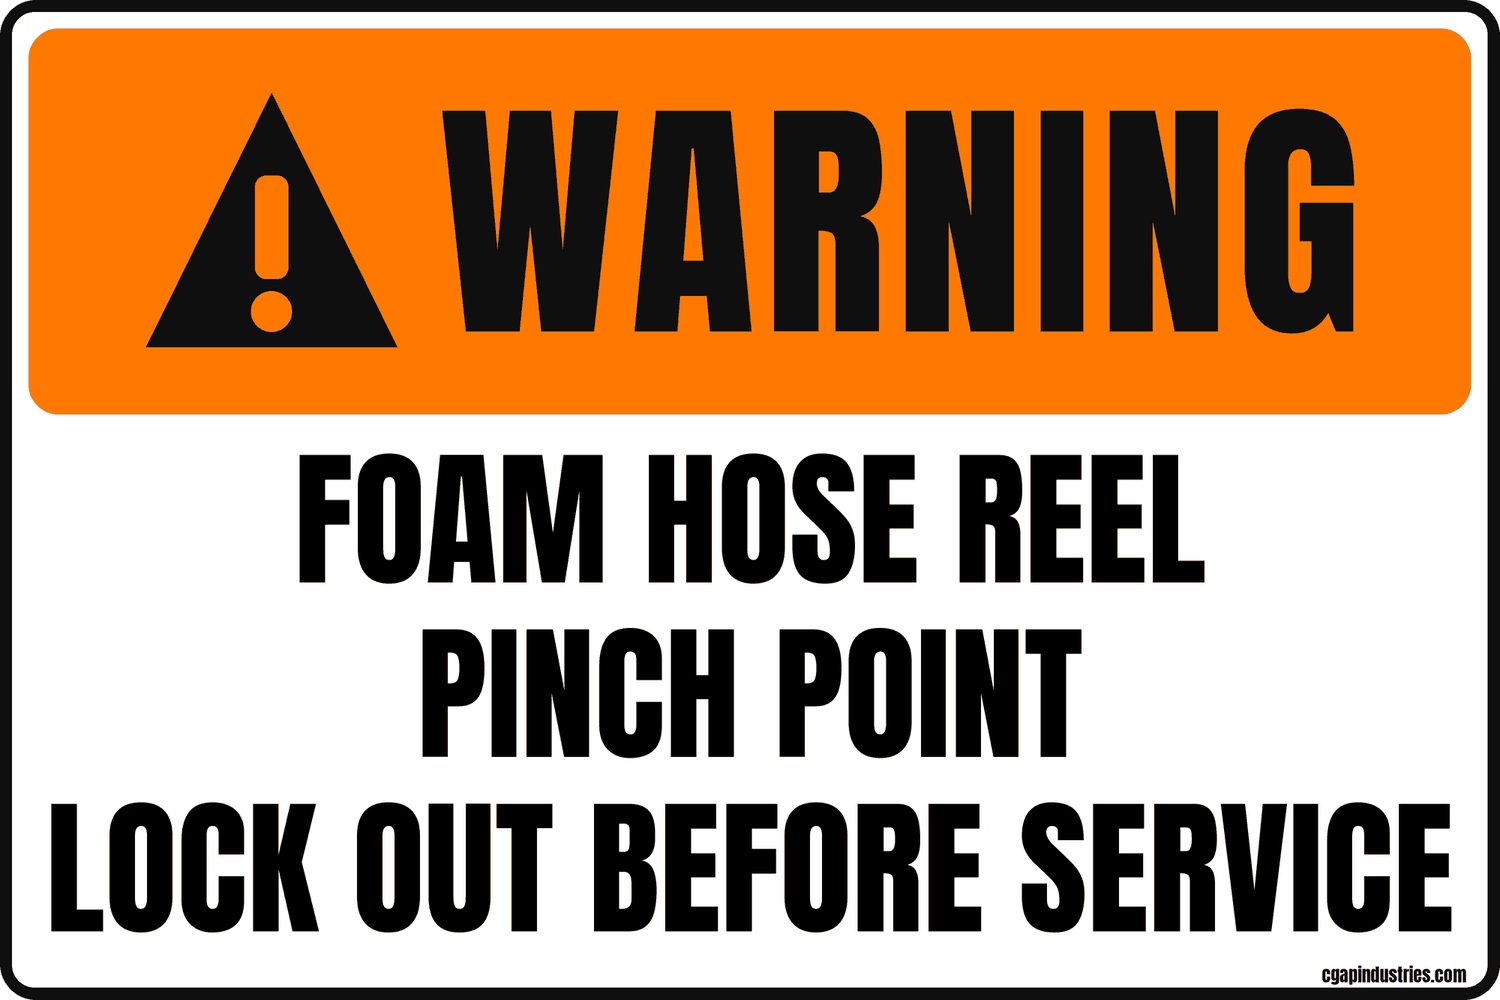 WARNING
FOAM HOSE REEL
PINCH POINT
LOCK OUT BEFORE SERVICE
cgapindustries.com